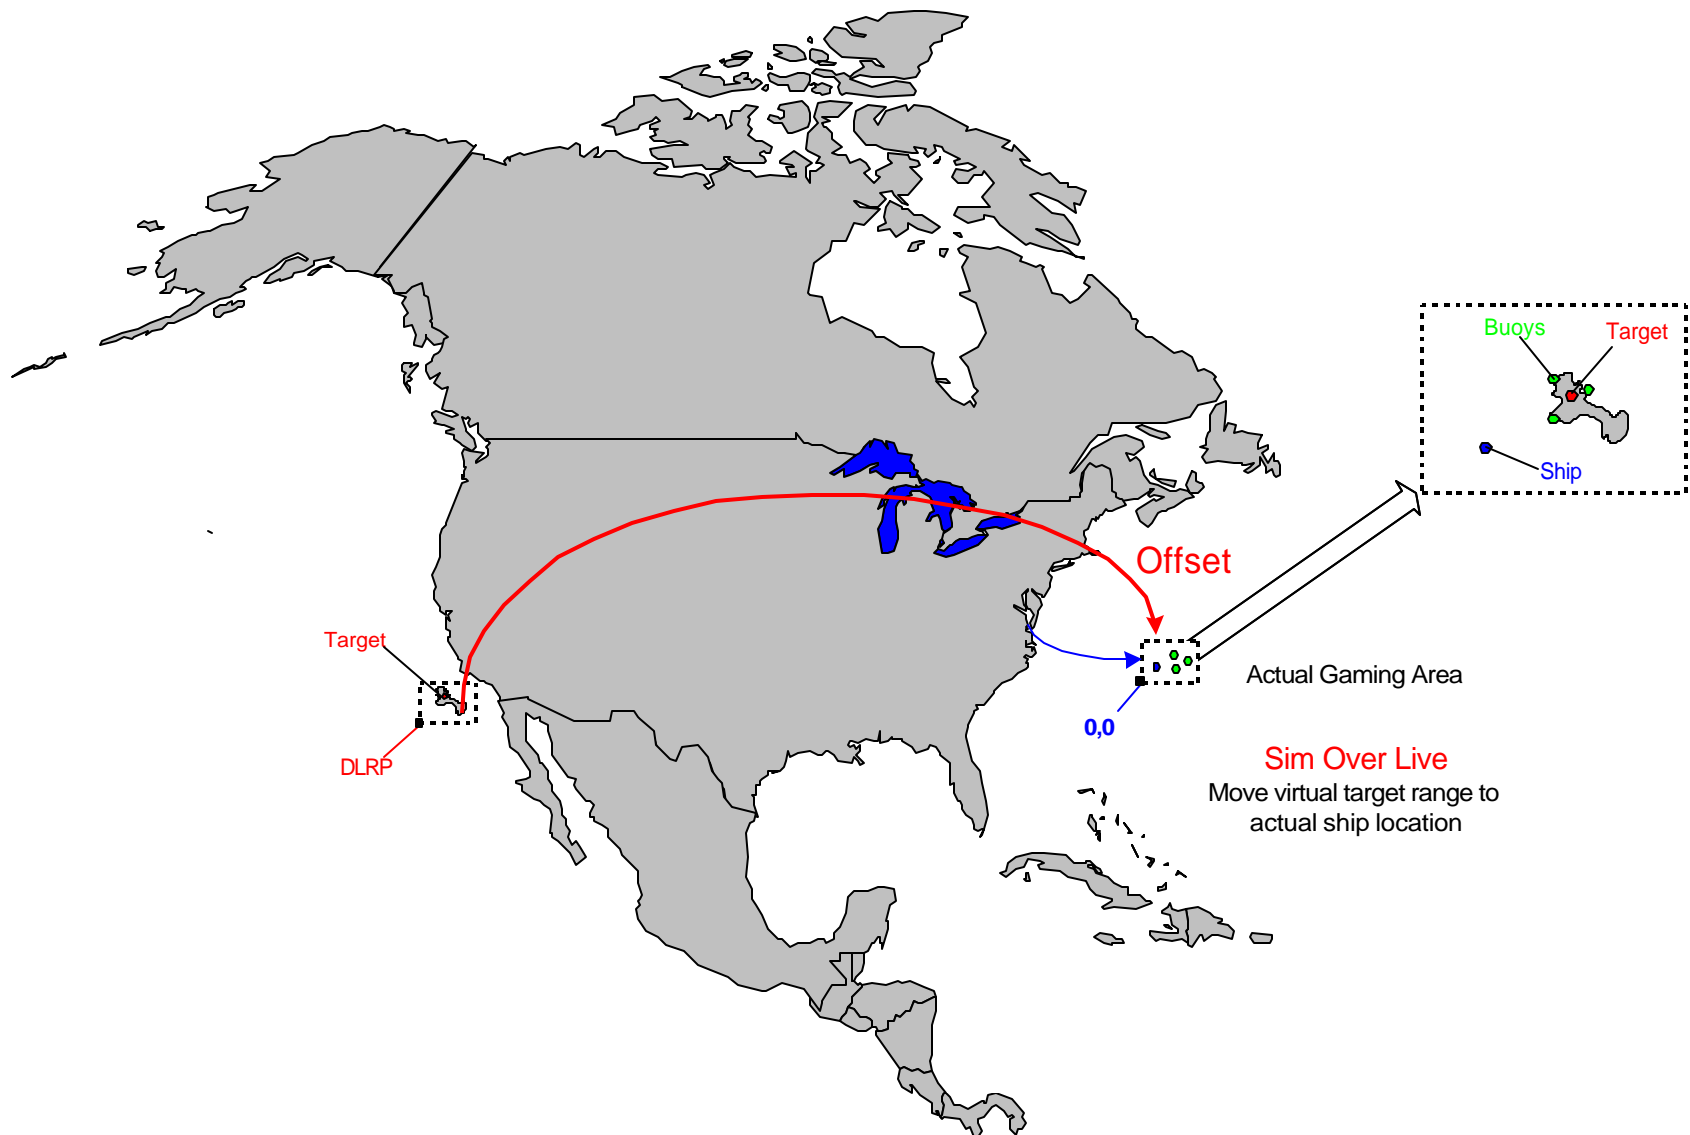 Buoys
Target
Ship
Offset
Target
Actual Gaming Area
0,0
DLRP
Sim Over Live
Move virtual target range to
actual ship location